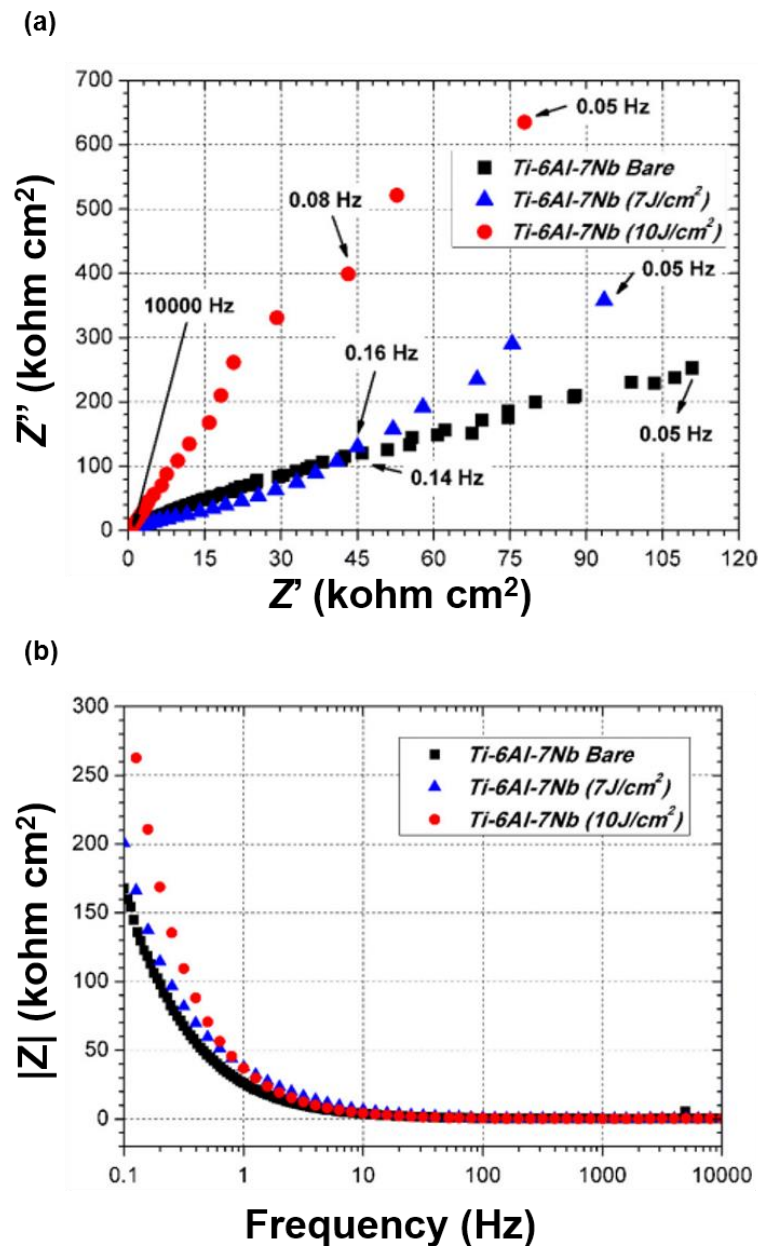 (a)
700
600
500
400
300
200
100
0
0 15 30 45 60 75 90 105 120
Z'' (kohm cm²)
Z' (kohm cm²)
0.05 Hz
Ti-6Al-7Nb Bare
Ti-6Al-7Nb (7J/cm²)
Ti-6Al-7Nb (10J/cm²)
0.08 Hz
0.05 Hz
10000 Hz
0.16 Hz
0.14 Hz
0.05 Hz
(b)
300
250
200
150
100
50
0
0.1 1 10 100 1000 10000
|Z| (kohm cm²)
Frequency (Hz)
Ti-6Al-7Nb Bare
Ti-6Al-7Nb (7J/cm²)
Ti-6Al-7Nb (10J/cm²)